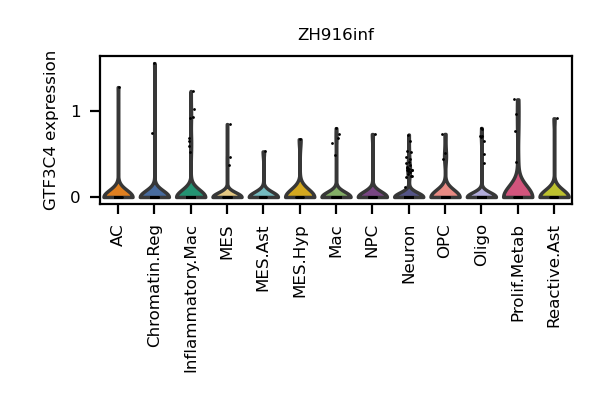 ZH916inf
GTF3C4 expression
1
0
AC
Chromatin.Reg
Inflammatory.Mac
MES
MES.Ast
MES.Hyp
Mac
NPC
Neuron
OPC
Oligo
Prolif.Metab
Reactive.Ast